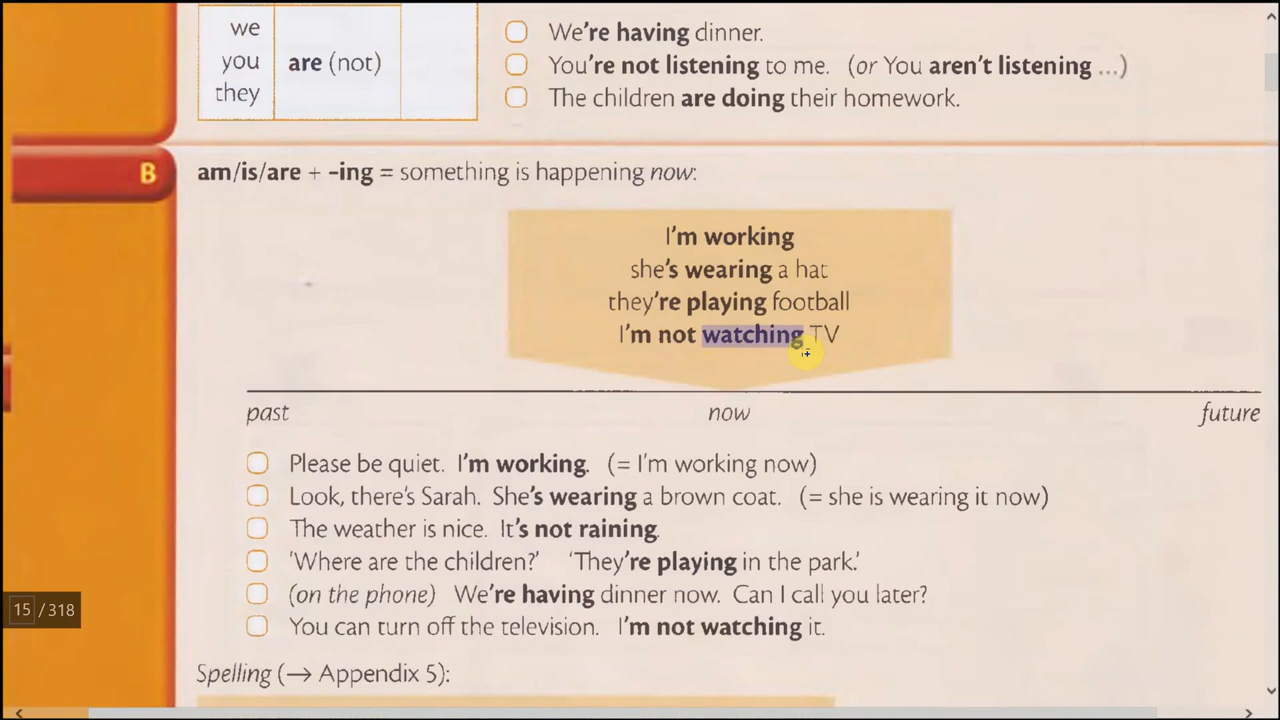 we
you
they
are (not)
We're having dinner.
You're not listening to me. (or You aren't listening ...)
The children are doing their homework.
B
am/is/are + -ing = something is happening now:
I'm working
she's wearing a hat
they're playing football
I'm not watching TV
past now future
Please be quiet. I'm working. (= I'm working now)
Look, there's Sarah. She's wearing a brown coat. (= she is wearing it now)
The weather is nice. It's not raining.
'Where are the children?' 'They're playing in the park.'
(on the phone) We're having dinner now. Can I call you later?
You can turn off the television. I'm not watching it.
15 / 318
Spelling (→ Appendix 5):